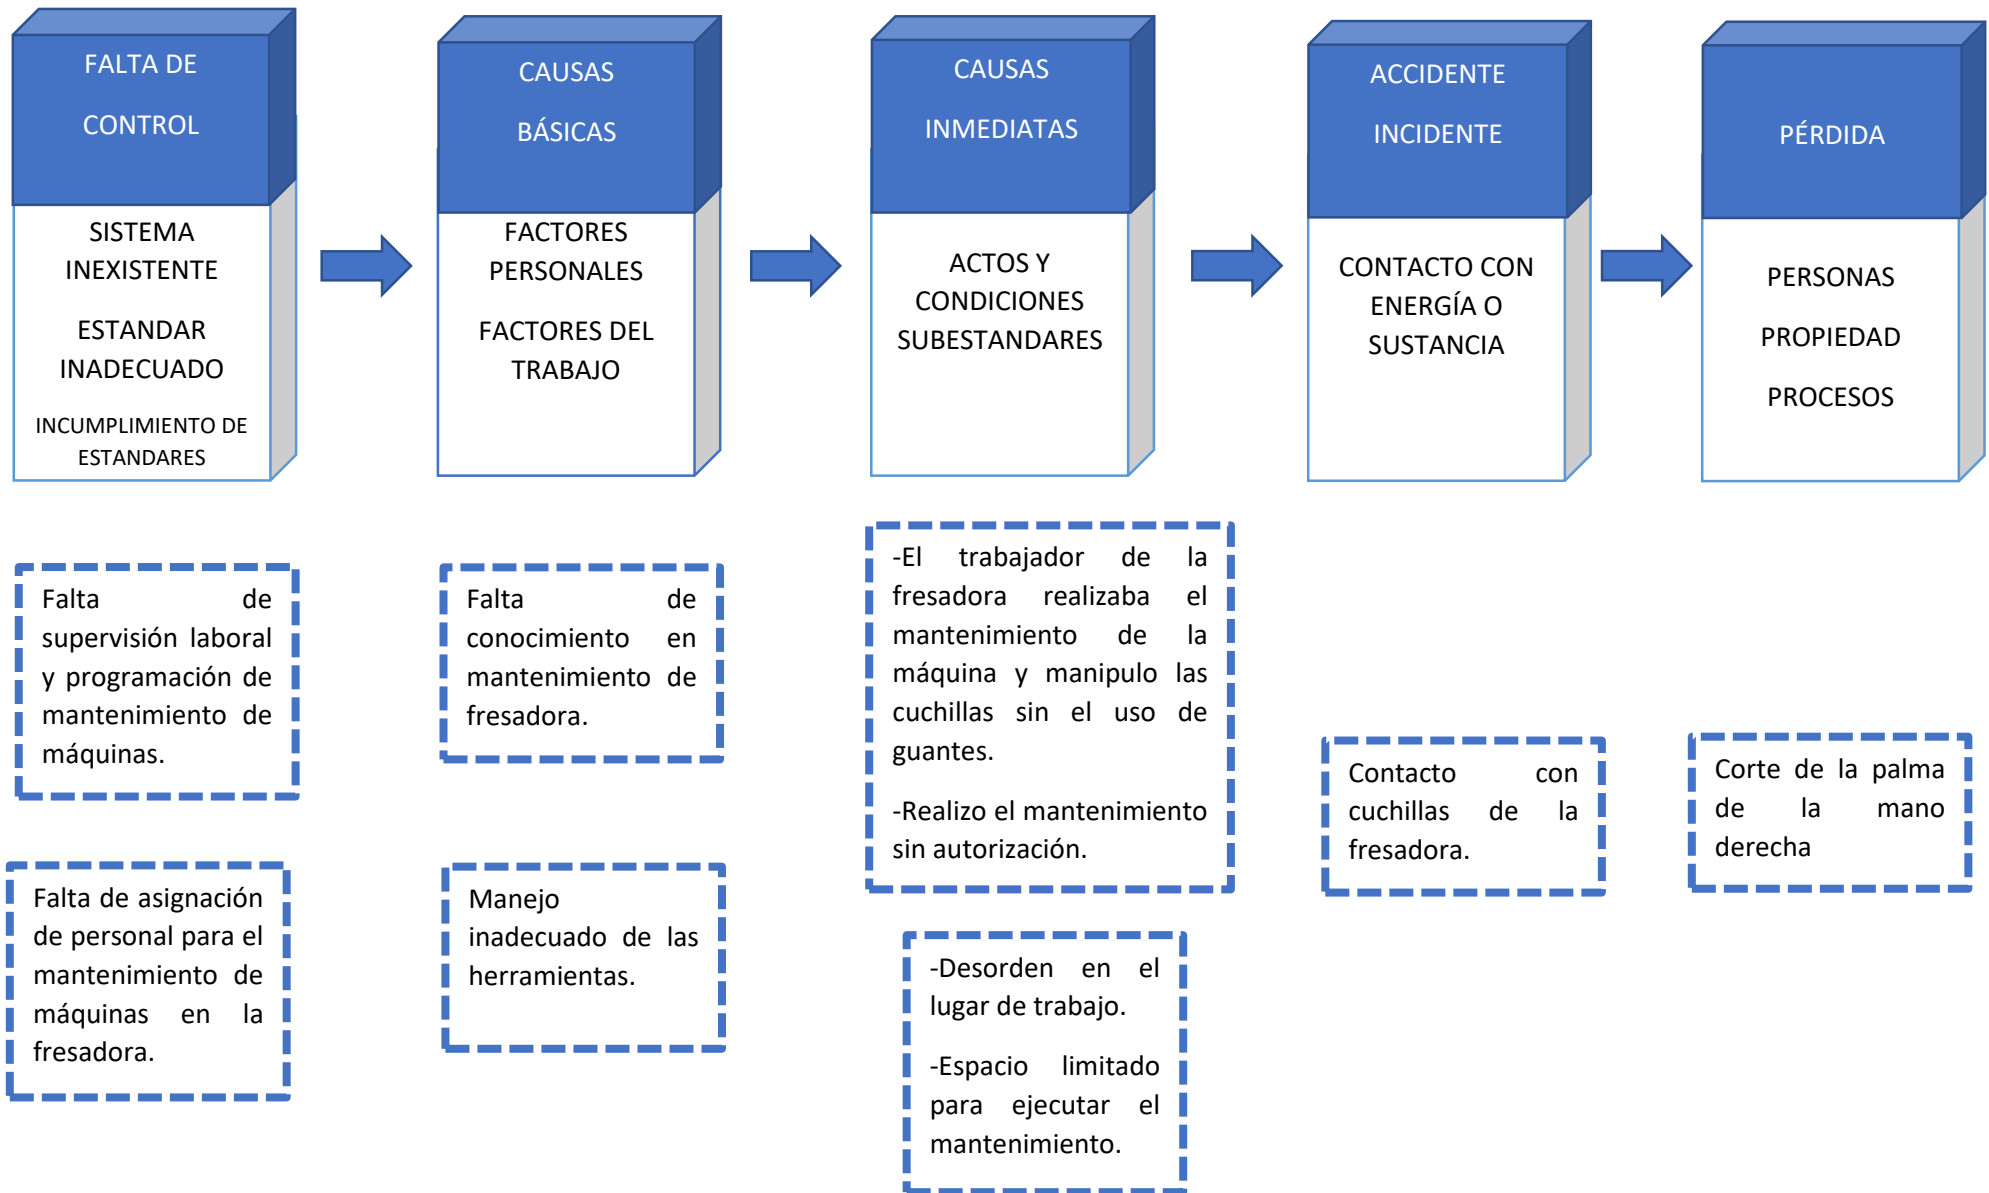 FALTA DE
CONTROL
SISTEMA
INEXISTENTE
ESTANDAR
INADECUADO
INCUMPLIMIENTO DE
ESTANDARES
CAUSAS
BÁSICAS
FACTORES
PERSONALES
FACTORES DEL
TRABAJO
CAUSAS
INMEDIATAS
ACTOS Y
CONDICIONES
SUBESTANDARES
ACCIDENTE
INCIDENTE
CONTACTO CON
ENERGÍA O
SUSTANCIA
PÉRDIDA
PERSONAS
PROPIEDAD
PROCESOS
Falta de
supervisión laboral
y programación de
mantenimiento de
máquinas.
Falta de asignación
de personal para el
mantenimiento de
máquinas en la
fresadora.
Falta de
conocimiento en
mantenimiento de
fresadora.
Manejo
inadecuado de las
herramientas.
-El trabajador de la
fresadora realizaba el
mantenimiento de la
máquina y manipulo las
cuchillas sin el uso de
guantes.
-Realizo el mantenimiento
sin autorización.
-Desorden en el
lugar de trabajo.
-Espacio limitado
para ejecutar el
mantenimiento.
Contacto con
cuchillas de la
fresadora.
Corte de la palma
de la mano
derecha